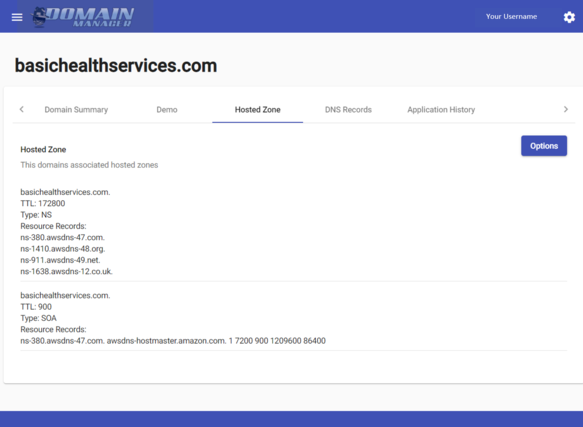 DOMAIN
MANAGER
Your Username
basichealthservices.com
Domain Summary
Demo
Hosted Zone
DNS Records
Application History
Hosted Zone
Options
This domains associated hosted zones
basichealthservices.com.
TTL: 172800
Type: NS
Resource Records:
ns-380.awsdns-47.com.
ns-1410.awsdns-48.org.
ns-911.awsdns-49.net.
ns-1638.awsdns-12.co.uk.
basichealthservices.com.
TTL: 900
Type: SOA
Resource Records:
ns-380.awsdns-47.com. awsdns-hostmaster.amazon.com. 1 7200 900 1209600 86400